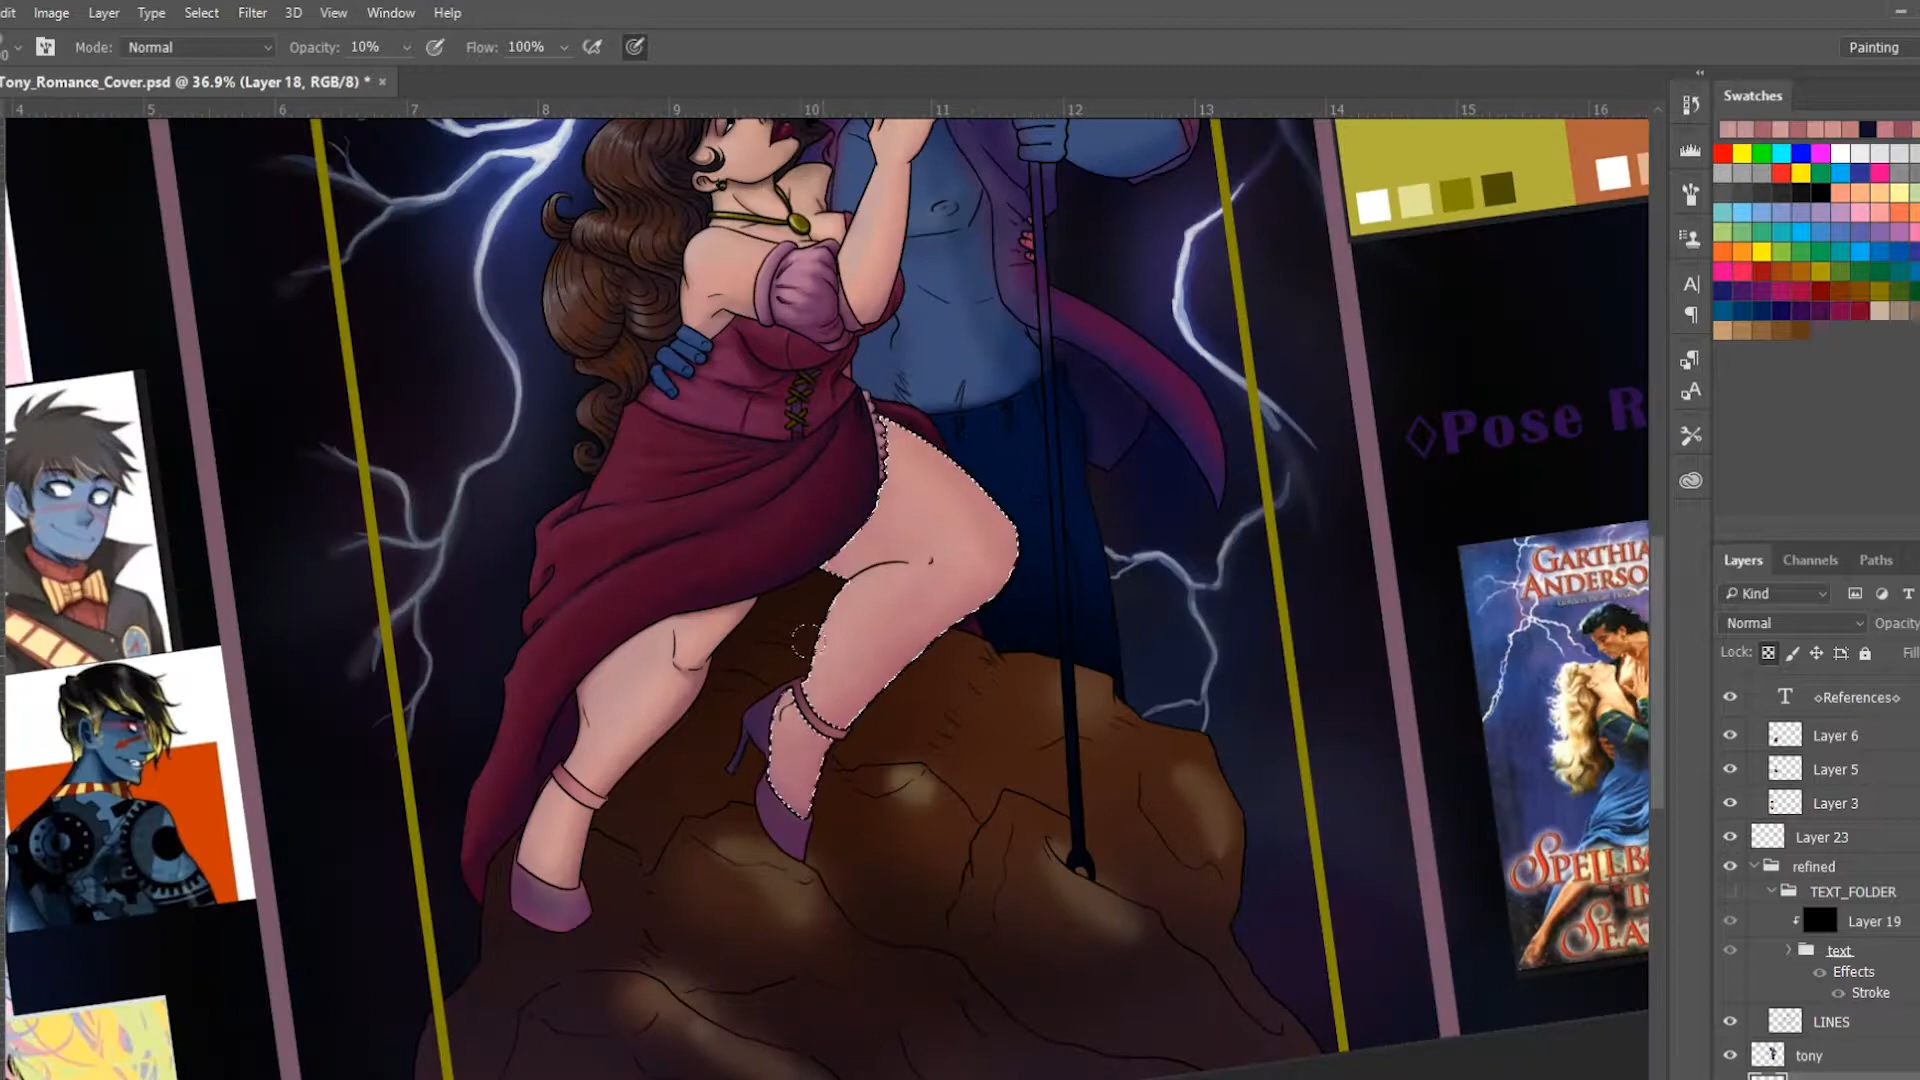 dit Image Layer Type Select Filter 3D View Window Help
Mode: Normal Opacity: 10% Flow: 100% Painting
Tony_Romance_Cover.psd @ 36.9% (Layer 18, RGB/8) *
4 5 6 7 8 9 10 11 12 13 14 15 16
Swatches
◇Pose R
GARTHIA
ANDERSO
SPELLBO
IN
SEA
Layers Channels Paths
Kind
Normal Opacity
Lock: Fill
◇References◇
Layer 6
Layer 5
Layer 3
Layer 23
refined
TEXT_FOLDER
Layer 19
text
Effects
Stroke
LINES
tony